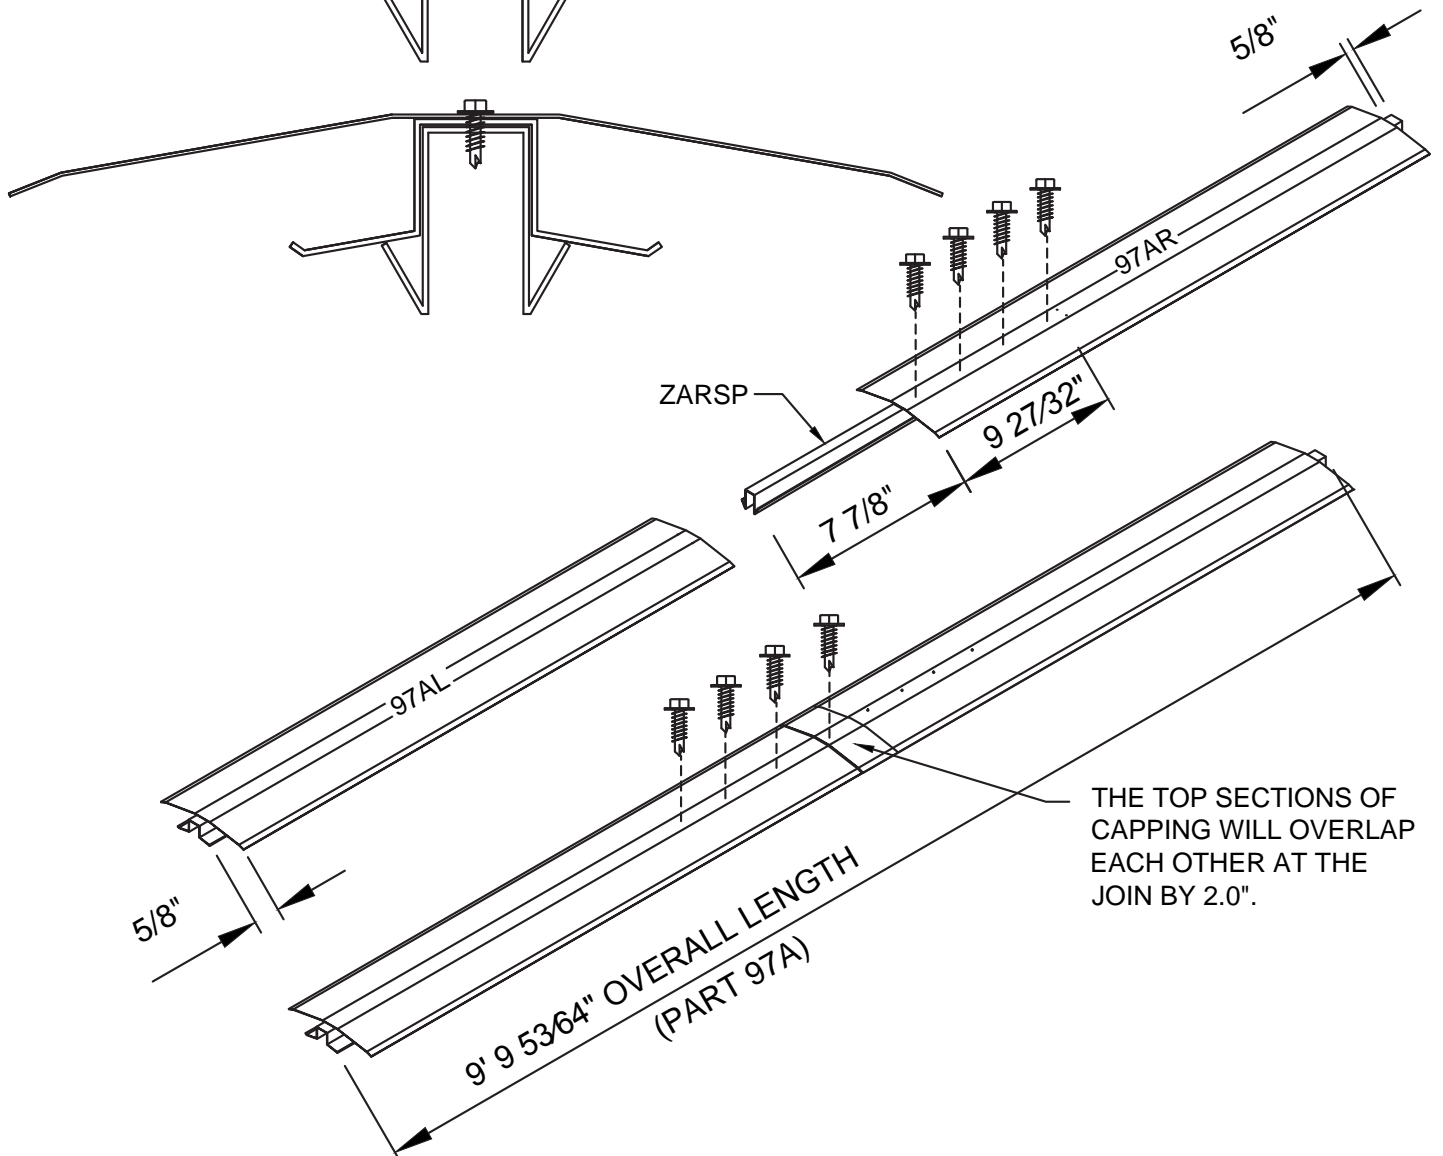 5/8"
97AR
ZARSP
9 27/32"
7 7/8"
97AL
5/8"
THE TOP SECTIONS OF
CAPPING WILL OVERLAP
EACH OTHER AT THE
JOIN BY 2.0".
9' 9 53/64" OVERALL LENGTH
(PART 97A)